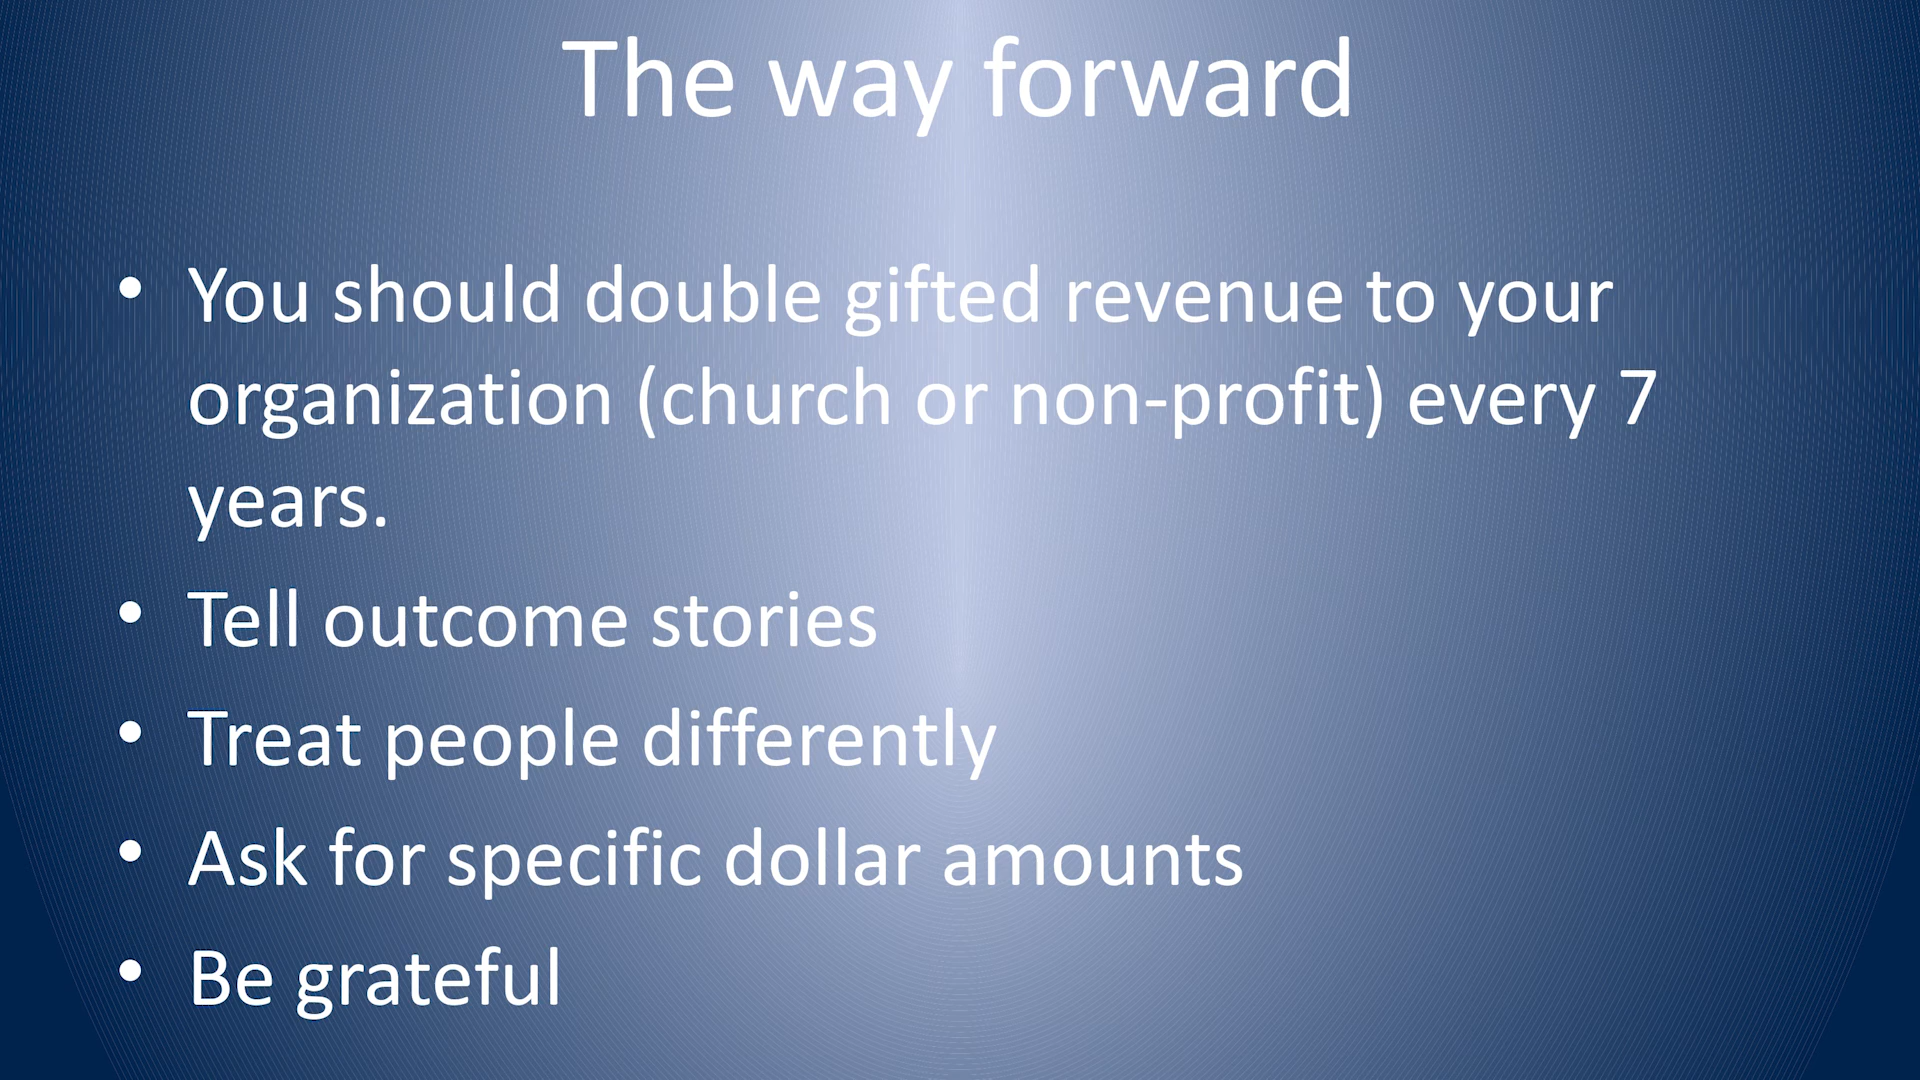 The way forward
• You should double gifted revenue to your
organization (church or non-profit) every 7
years.
• Tell outcome stories
• Treat people differently
• Ask for specific dollar amounts
• Be grateful